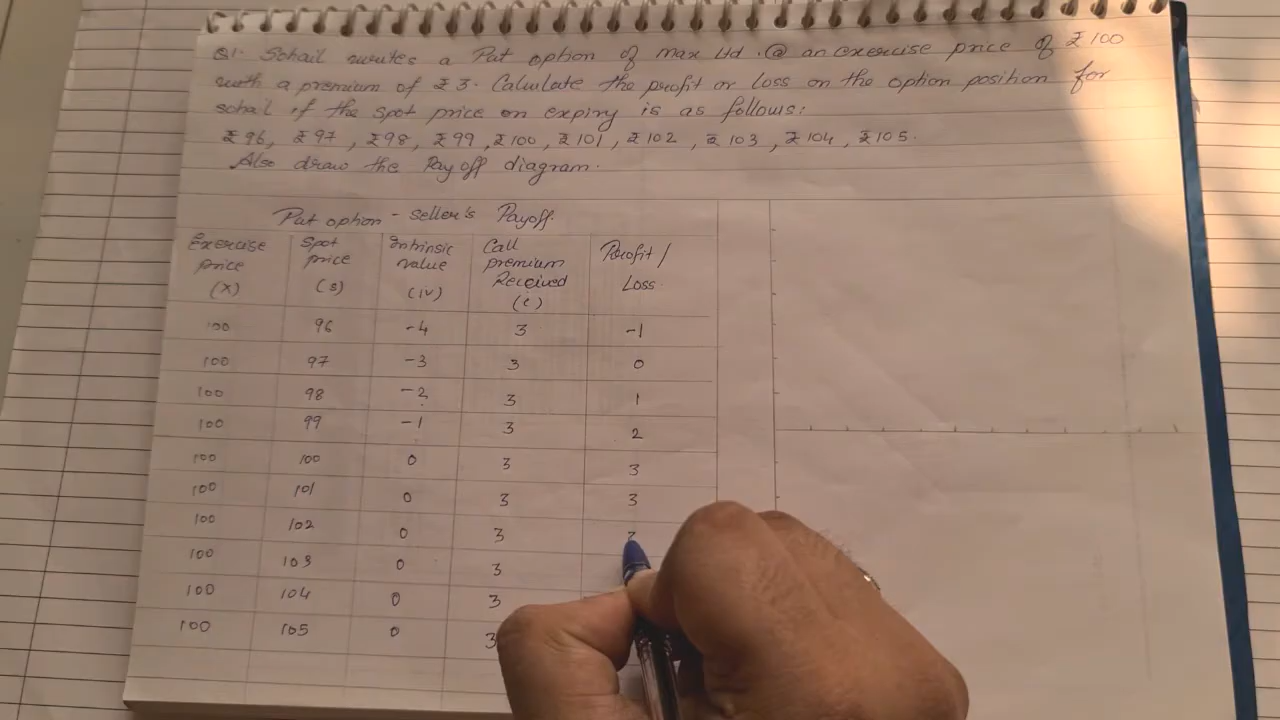 Q1. Sohail writes a Put option of Max Ltd. @ an exercise price of ₹100
with a premium of ₹3. Calculate the profit or loss on the option position for
Sohail if the spot price on expiry is as follows:
₹96, ₹97, ₹98, ₹99, ₹100, ₹101, ₹102, ₹103, ₹104, ₹105.
Also draw the Pay off diagram.
Put option - seller's Payoff.
Exercise price (X) Spot price (S) Intrinsic value (IV) Call premium Received (C) Profit / Loss
100 96 -4 3 -1
100 97 -3 3 0
100 98 -2 3 1
100 99 -1 3 2
100 100 0 3 3
100 101 0 3 3
100 102 0 3 3
100 103 0 3
100 104 0 3
100 105 0 3